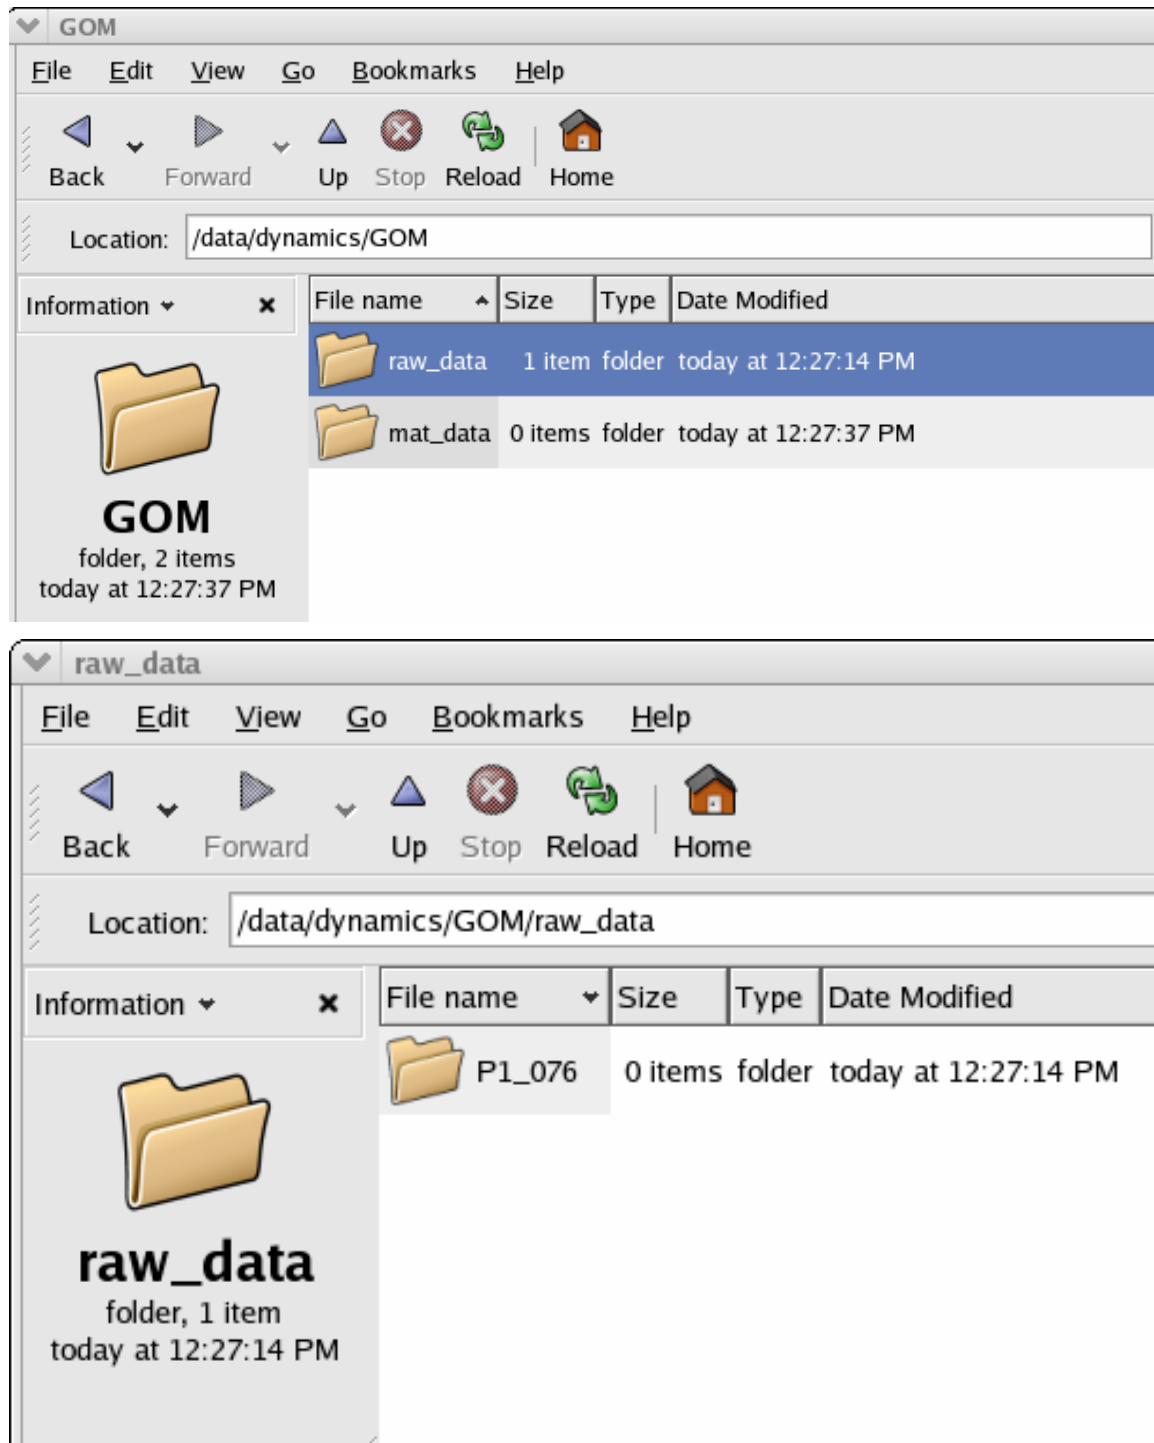 GOM
File Edit View Go Bookmarks Help
Back Forward Up Stop Reload Home
Location: /data/dynamics/GOM
Information File name Size Type Date Modified
raw_data 1 item folder today at 12:27:14 PM
mat_data 0 items folder today at 12:27:37 PM
GOM
folder, 2 items
today at 12:27:37 PM
raw_data
File Edit View Go Bookmarks Help
Back Forward Up Stop Reload Home
Location: /data/dynamics/GOM/raw_data
Information File name Size Type Date Modified
P1_076 0 items folder today at 12:27:14 PM
raw_data
folder, 1 item
today at 12:27:14 PM